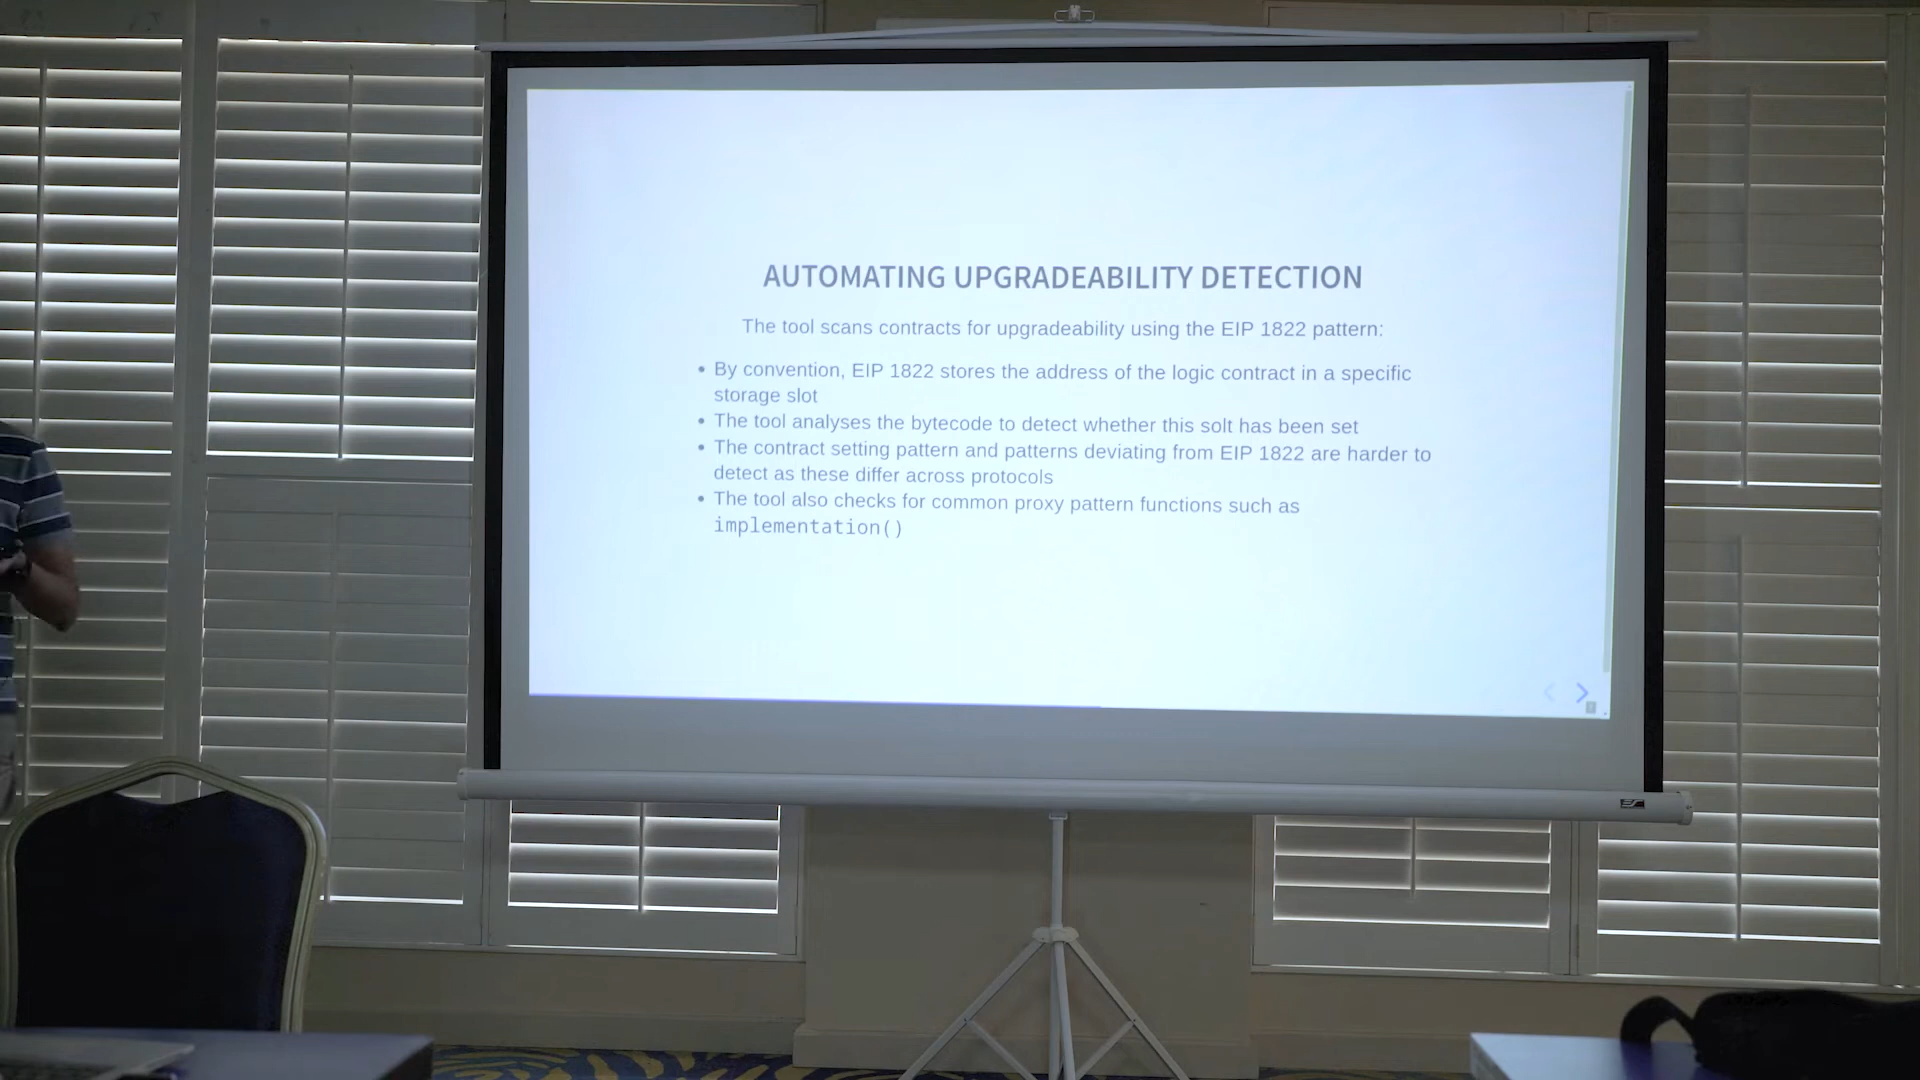 AUTOMATING UPGRADEABILITY DETECTION
The tool scans contracts for upgradeability using the EIP 1822 pattern:
• By convention, EIP 1822 stores the address of the logic contract in a specific
storage slot
• The tool analyses the bytecode to detect whether this solt has been set
• The contract setting pattern and patterns deviating from EIP 1822 are harder to
detect as these differ across protocols
• The tool also checks for common proxy pattern functions such as
implementation()